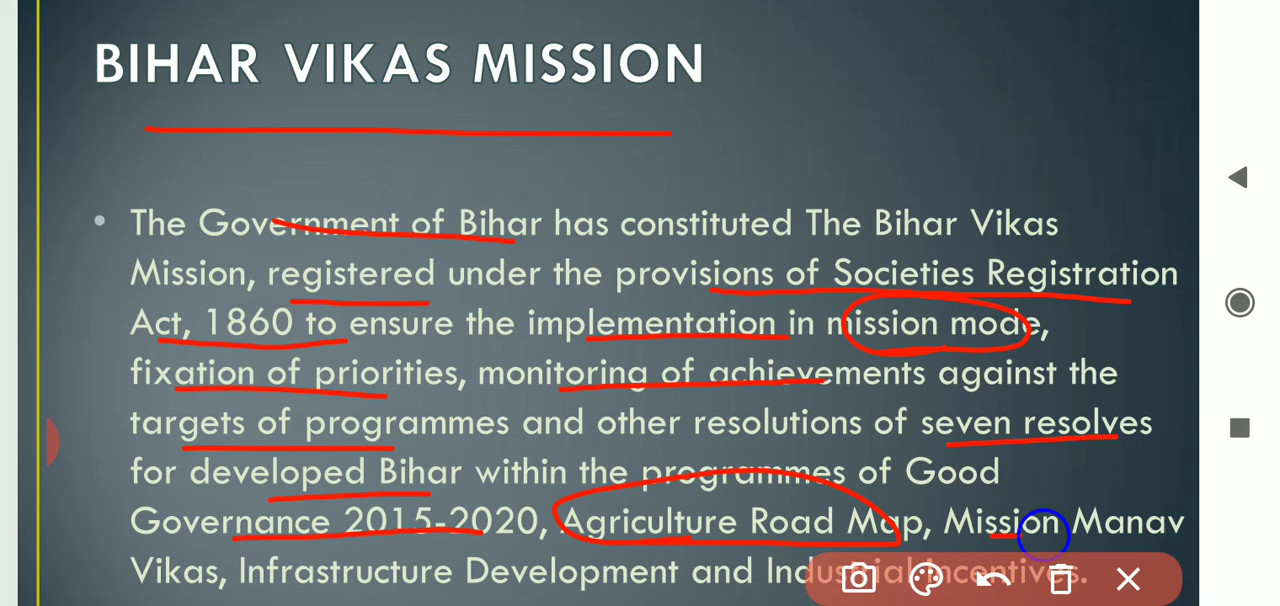 BIHAR VIKAS MISSION
• The Government of Bihar has constituted The Bihar Vikas
Mission, registered under the provisions of Societies Registration
Act, 1860 to ensure the implementation in mission mode,
fixation of priorities, monitoring of achievements against the
targets of programmes and other resolutions of seven resolves
for developed Bihar within the programmes of Good
Governance 2015-2020, Agriculture Road Map, Mission Manav
Vikas, Infrastructure Development and Industrial Incentives.